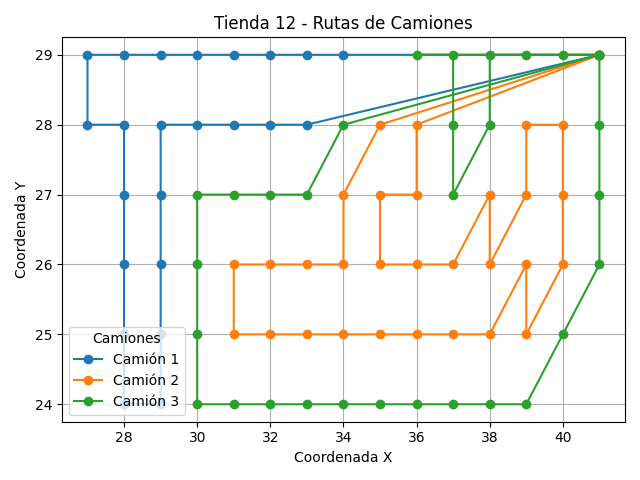 Tienda 12 - Rutas de Camiones
29
28
27
26
25
24
Coordenada Y
Camiones
Camión 1
Camión 2
Camión 3
28 30 32 34 36 38 40
Coordenada X